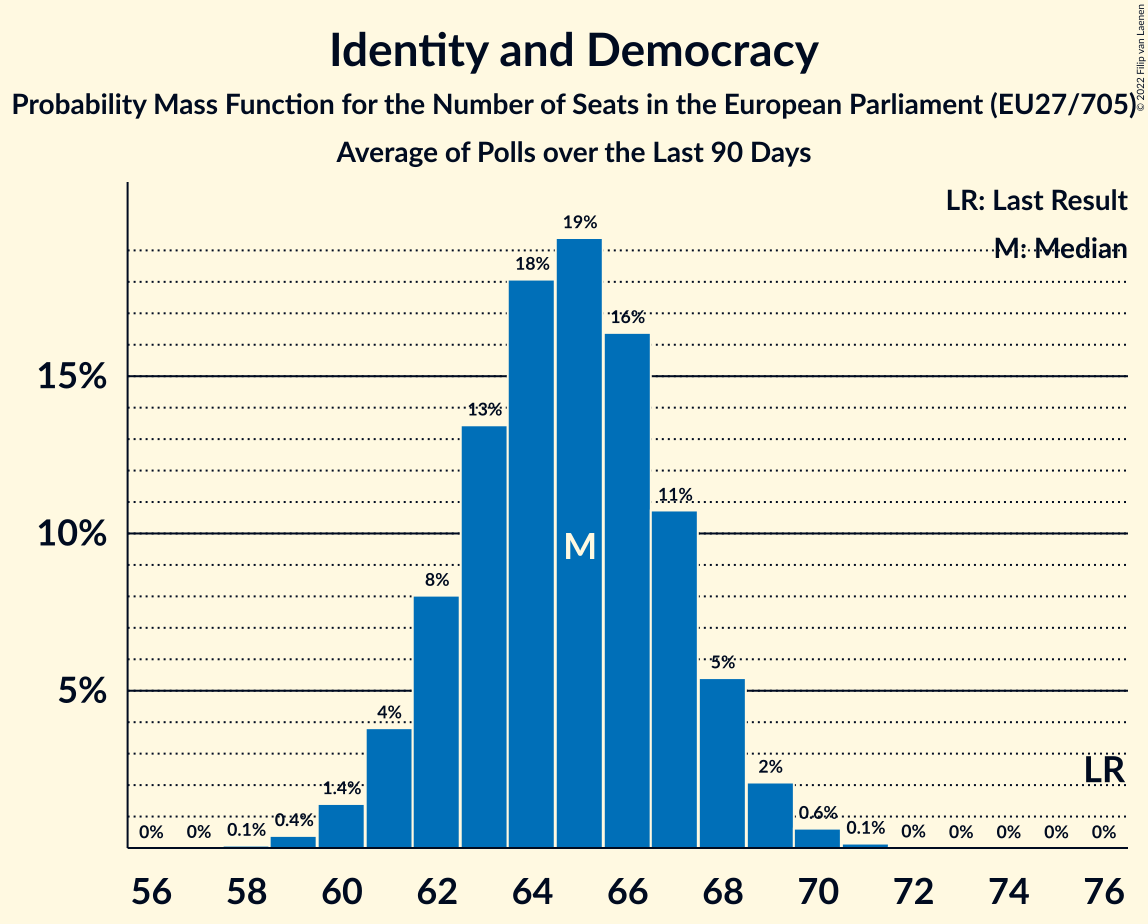 Identity and Democracy
Probability Mass Function for the Number of Seats in the European Parliament (EU27/705)
Average of Polls over the Last 90 Days
© 2022 Filip van Laenen
LR: Last Result
M: Median
19%
18%
16%
15%
13%
11%
10%
M
8%
5%
5%
4%
2%
LR
1.4%
0.6%
0% 0% 0.1% 0.4% 0.1% 0% 0% 0% 0% 0%
56 58 60 62 64 66 68 70 72 74 76